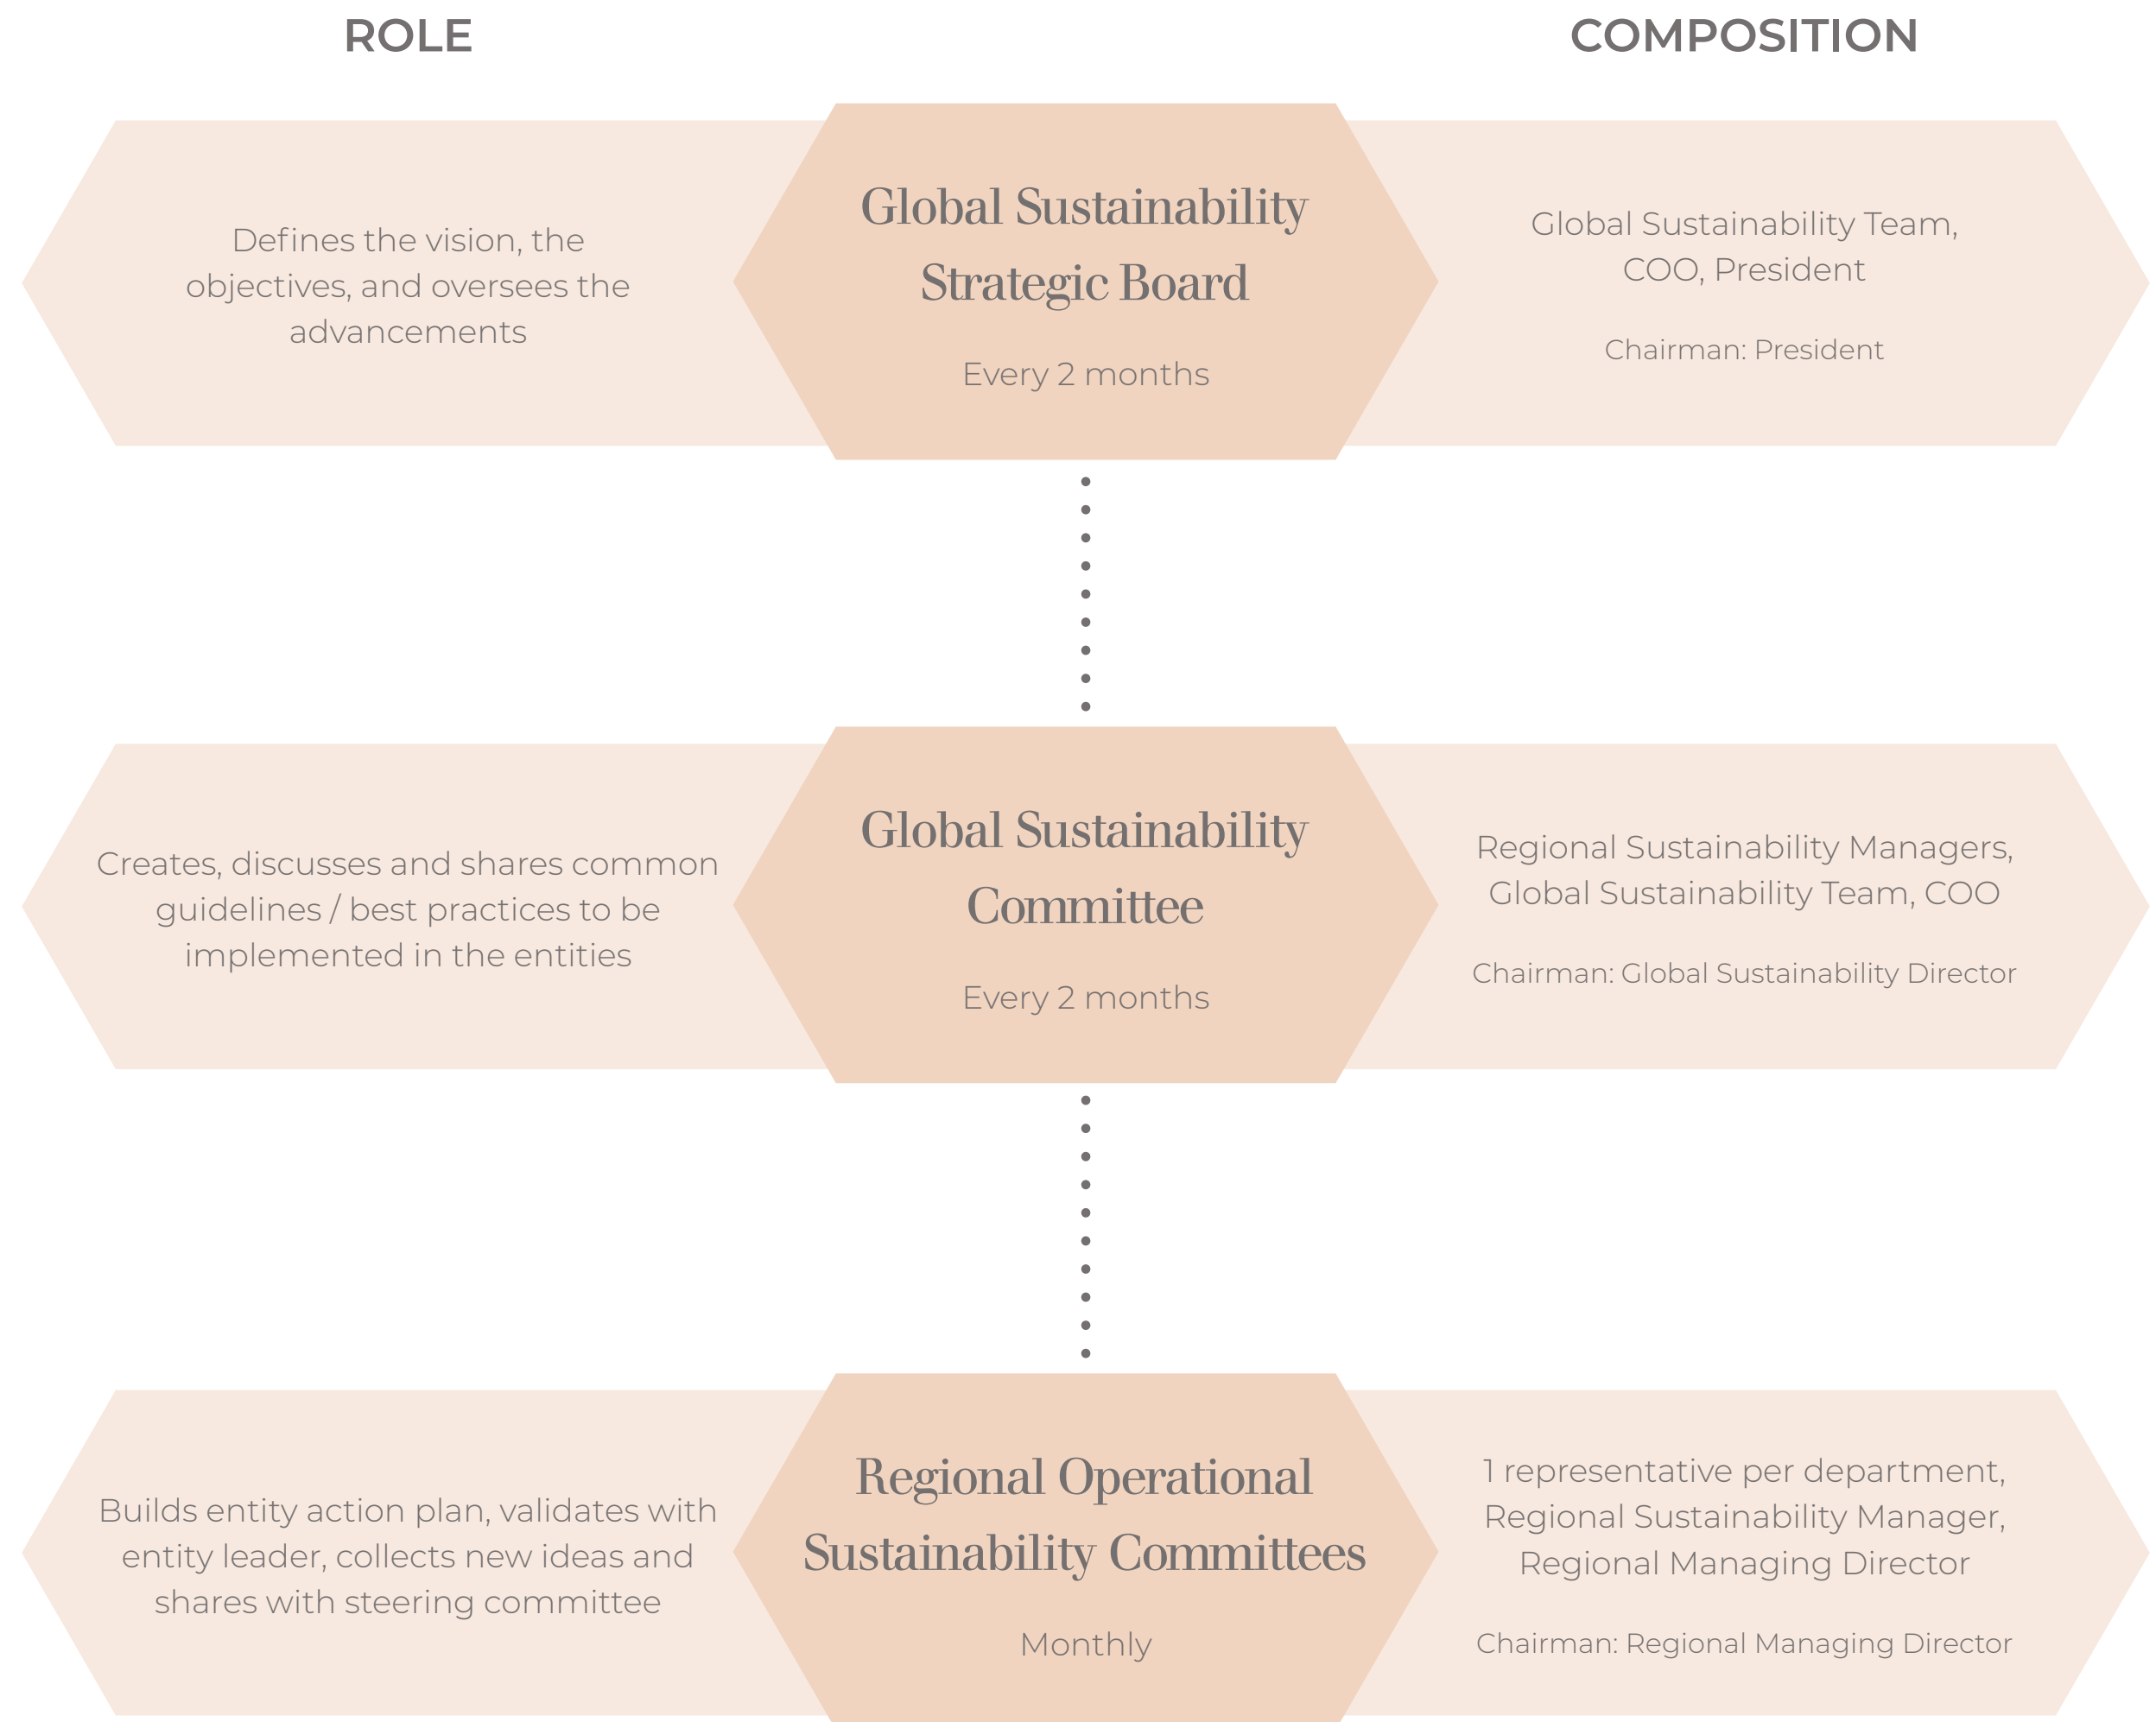 ROLE
COMPOSITION
Defines the vision, the
objectives, and oversees the
advancements
Global Sustainability
Strategic Board
Every 2 months
Global Sustainability Team,
COO, President
Chairman: President
Creates, discusses and shares common
guidelines / best practices to be
implemented in the entities
Global Sustainability
Committee
Every 2 months
Regional Sustainability Managers,
Global Sustainability Team, COO
Chairman: Global Sustainability Director
Builds entity action plan, validates with
entity leader, collects new ideas and
shares with steering committee
Regional Operational
Sustainability Committees
Monthly
1 representative per department,
Regional Sustainability Manager,
Regional Managing Director
Chairman: Regional Managing Director